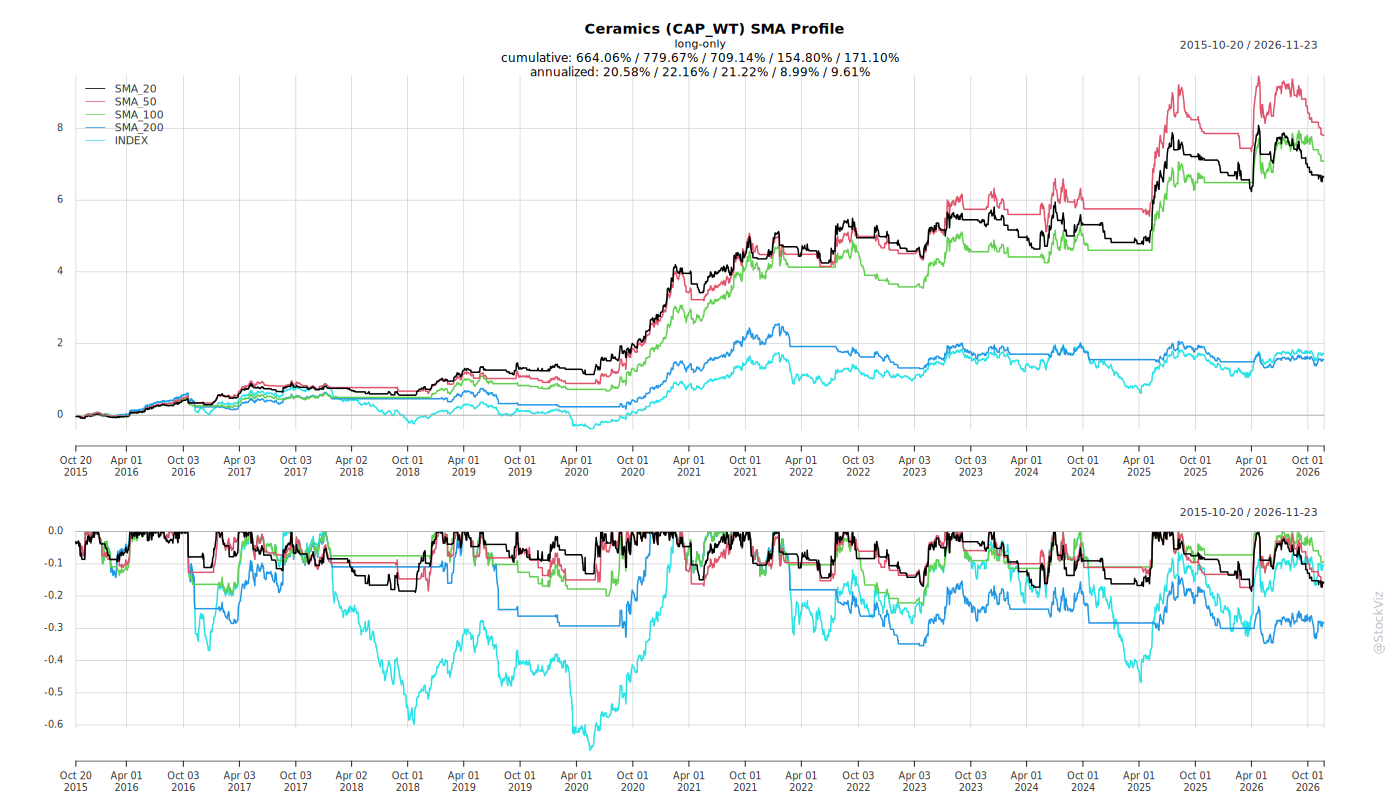 Ceramics (CAP_WT) SMA Profile
long-only
cumulative: 664.06% / 779.67% / 709.14% / 154.80% / 171.10%
annualized: 20.58% / 22.16% / 21.22% / 8.99% / 9.61%
2015-10-20 / 2026-11-23
SMA_20
SMA_50
SMA_100
SMA_200
INDEX
8
6
4
2
0
Oct 20 Apr 01 Oct 03 Apr 03 Oct 03 Apr 02 Oct 01 Apr 01 Oct 01 Apr 01 Oct 01 Apr 01 Oct 01 Apr 01 Oct 03 Apr 03 Oct 03 Apr 01 Oct 01 Apr 01 Oct 01 Apr 01 Oct 01
2015 2016 2016 2017 2017 2018 2018 2019 2019 2020 2020 2021 2021 2022 2022 2023 2023 2024 2024 2025 2025 2026 2026
2015-10-20 / 2026-11-23
0.0
-0.1
-0.2
-0.3
-0.4
-0.5
-0.6
Oct 20 Apr 01 Oct 03 Apr 03 Oct 03 Apr 02 Oct 01 Apr 01 Oct 01 Apr 01 Oct 01 Apr 01 Oct 01 Apr 01 Oct 03 Apr 03 Oct 03 Apr 01 Oct 01 Apr 01 Oct 01 Apr 01 Oct 01
2015 2016 2016 2017 2017 2018 2018 2019 2019 2020 2020 2021 2021 2022 2022 2023 2023 2024 2024 2025 2025 2026 2026
@StockViz